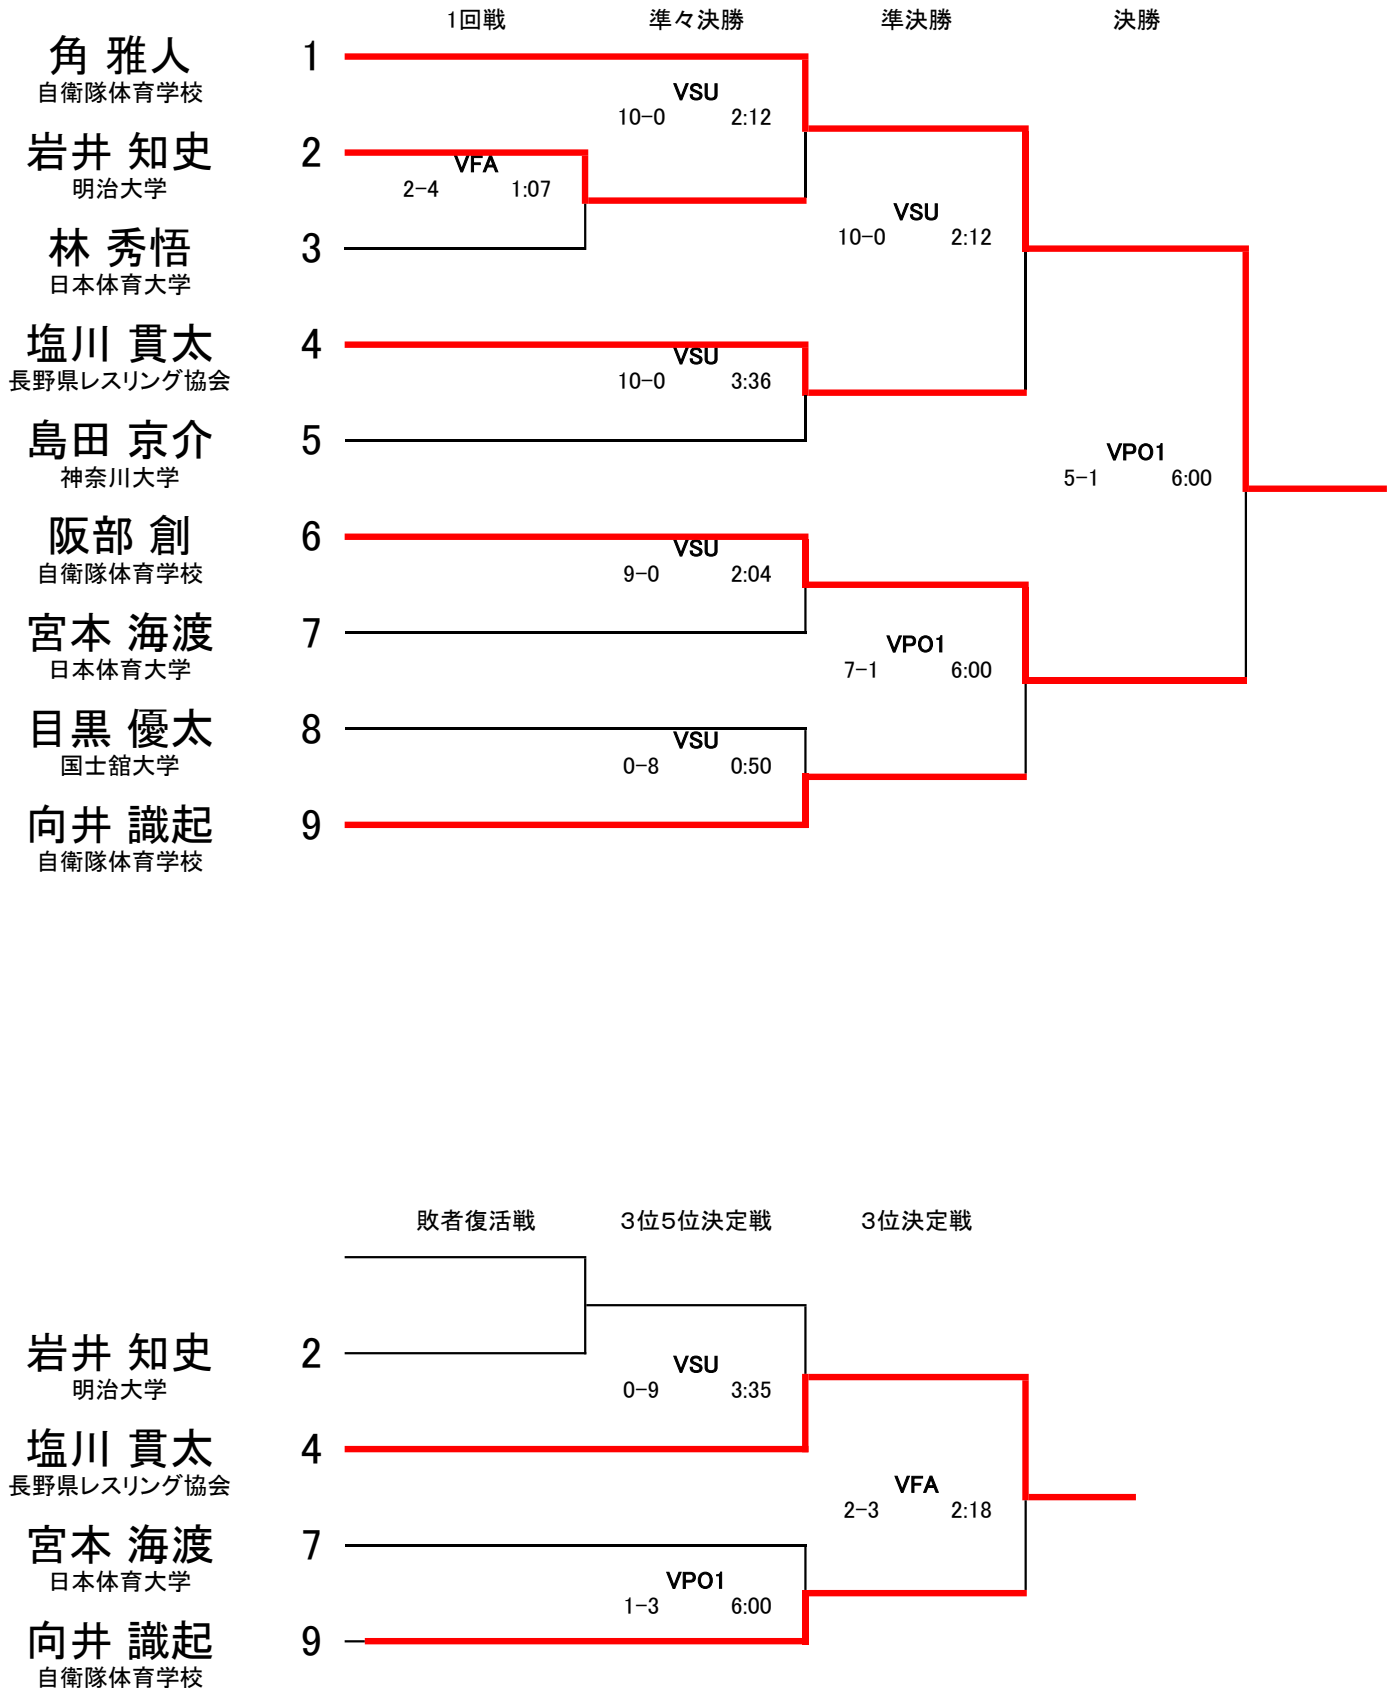 1回戦 準々決勝 準決勝 決勝
角 雅人 1
自衛隊体育学校
VSU
10-0 2:12
岩井 知史 2
明治大学
VFA
2-4 1:07
林 秀悟 3
日本体育大学
VSU
10-0 2:12
塩川 貫太 4
長野県レスリング協会
VSU
10-0 3:36
島田 京介 5
神奈川大学
VPO1
5-1 6:00
阪部 創 6
自衛隊体育学校
VSU
9-0 2:04
宮本 海渡 7
日本体育大学
VPO1
7-1 6:00
目黒 優太 8
国士舘大学
VSU
0-8 0:50
向井 識起 9
自衛隊体育学校
敗者復活戦 3位5位決定戦 3位決定戦
岩井 知史 2
明治大学
VSU
0-9 3:35
塩川 貫太 4
長野県レスリング協会
VFA
2-3 2:18
宮本 海渡 7
日本体育大学
VPO1
1-3 6:00
向井 識起 9
自衛隊体育学校